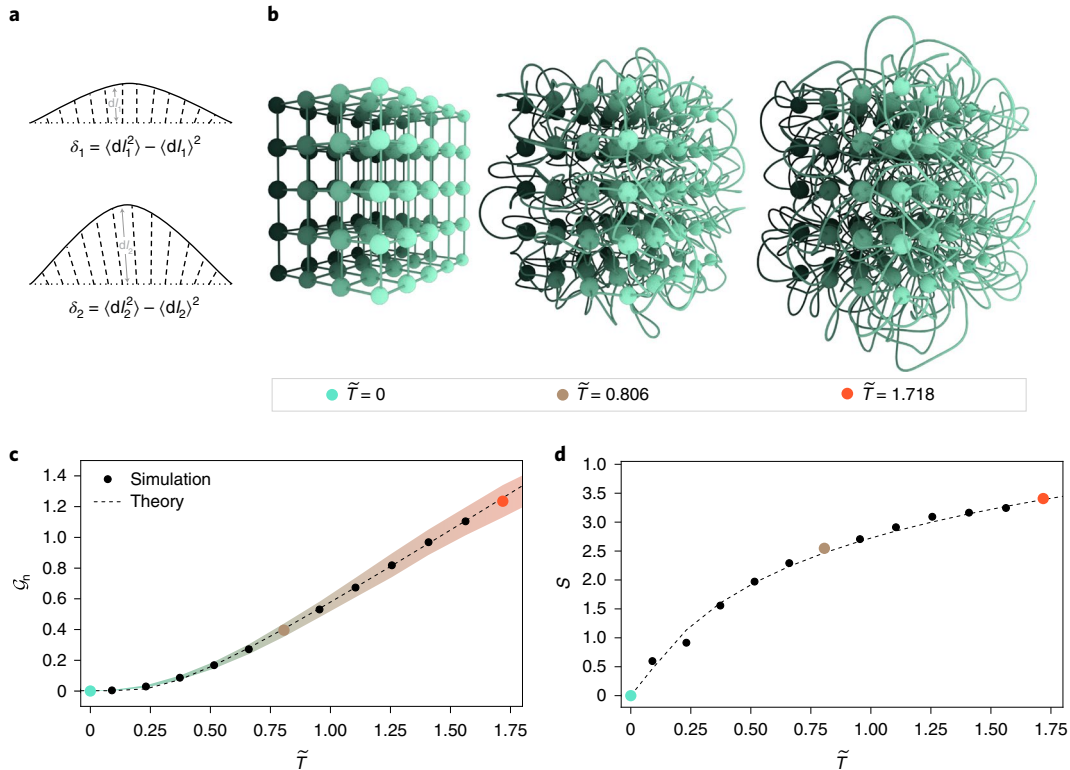 a
dl₁
δ₁ = ⟨dl₁²⟩ − ⟨dl₁⟩²
dl₂
δ₂ = ⟨dl₂²⟩ − ⟨dl₂⟩²
b
T̃ = 0
T̃ = 0.806
T̃ = 1.718
c
1.4
1.2
1.0
0.8
0.6
0.4
0.2
0
𝒢ₙ
Simulation
Theory
0 0.25 0.50 0.75 1.00 1.25 1.50 1.75
T̃
d
1.0
3.5
3.0
2.5
2.0
1.5
1.0
0.5
0
S
0 0.25 0.50 0.75 1.00 1.25 1.50 1.75
T̃